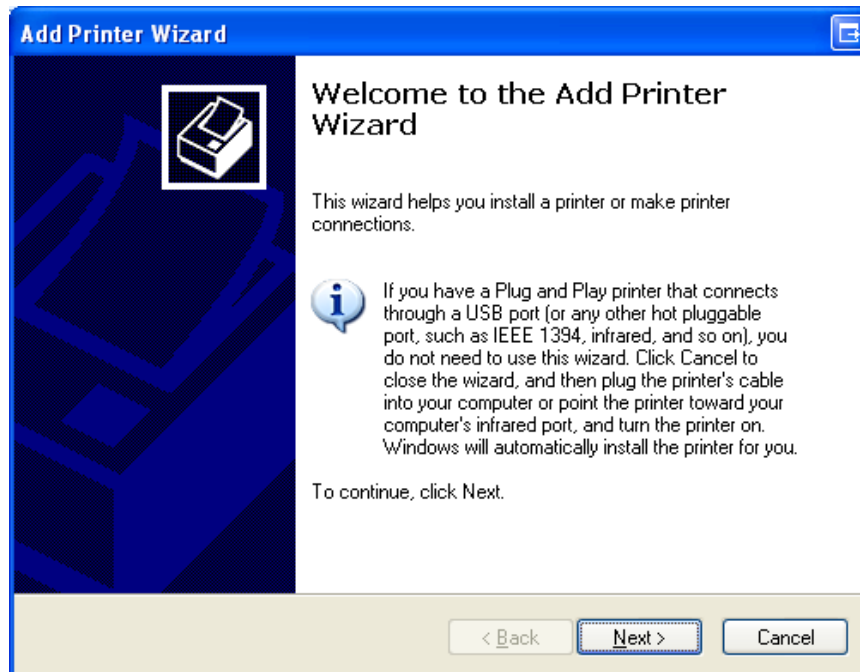 Add Printer Wizard
Welcome to the Add Printer
Wizard
This wizard helps you install a printer or make printer
connections.
If you have a Plug and Play printer that connects
through a USB port (or any other hot pluggable
port, such as IEEE 1394, infrared, and so on), you
do not need to use this wizard. Click Cancel to
close the wizard, and then plug the printer's cable
into your computer or point the printer toward your
computer's infrared port, and turn the printer on.
Windows will automatically install the printer for you.
To continue, click Next.
< Back
Next >
Cancel